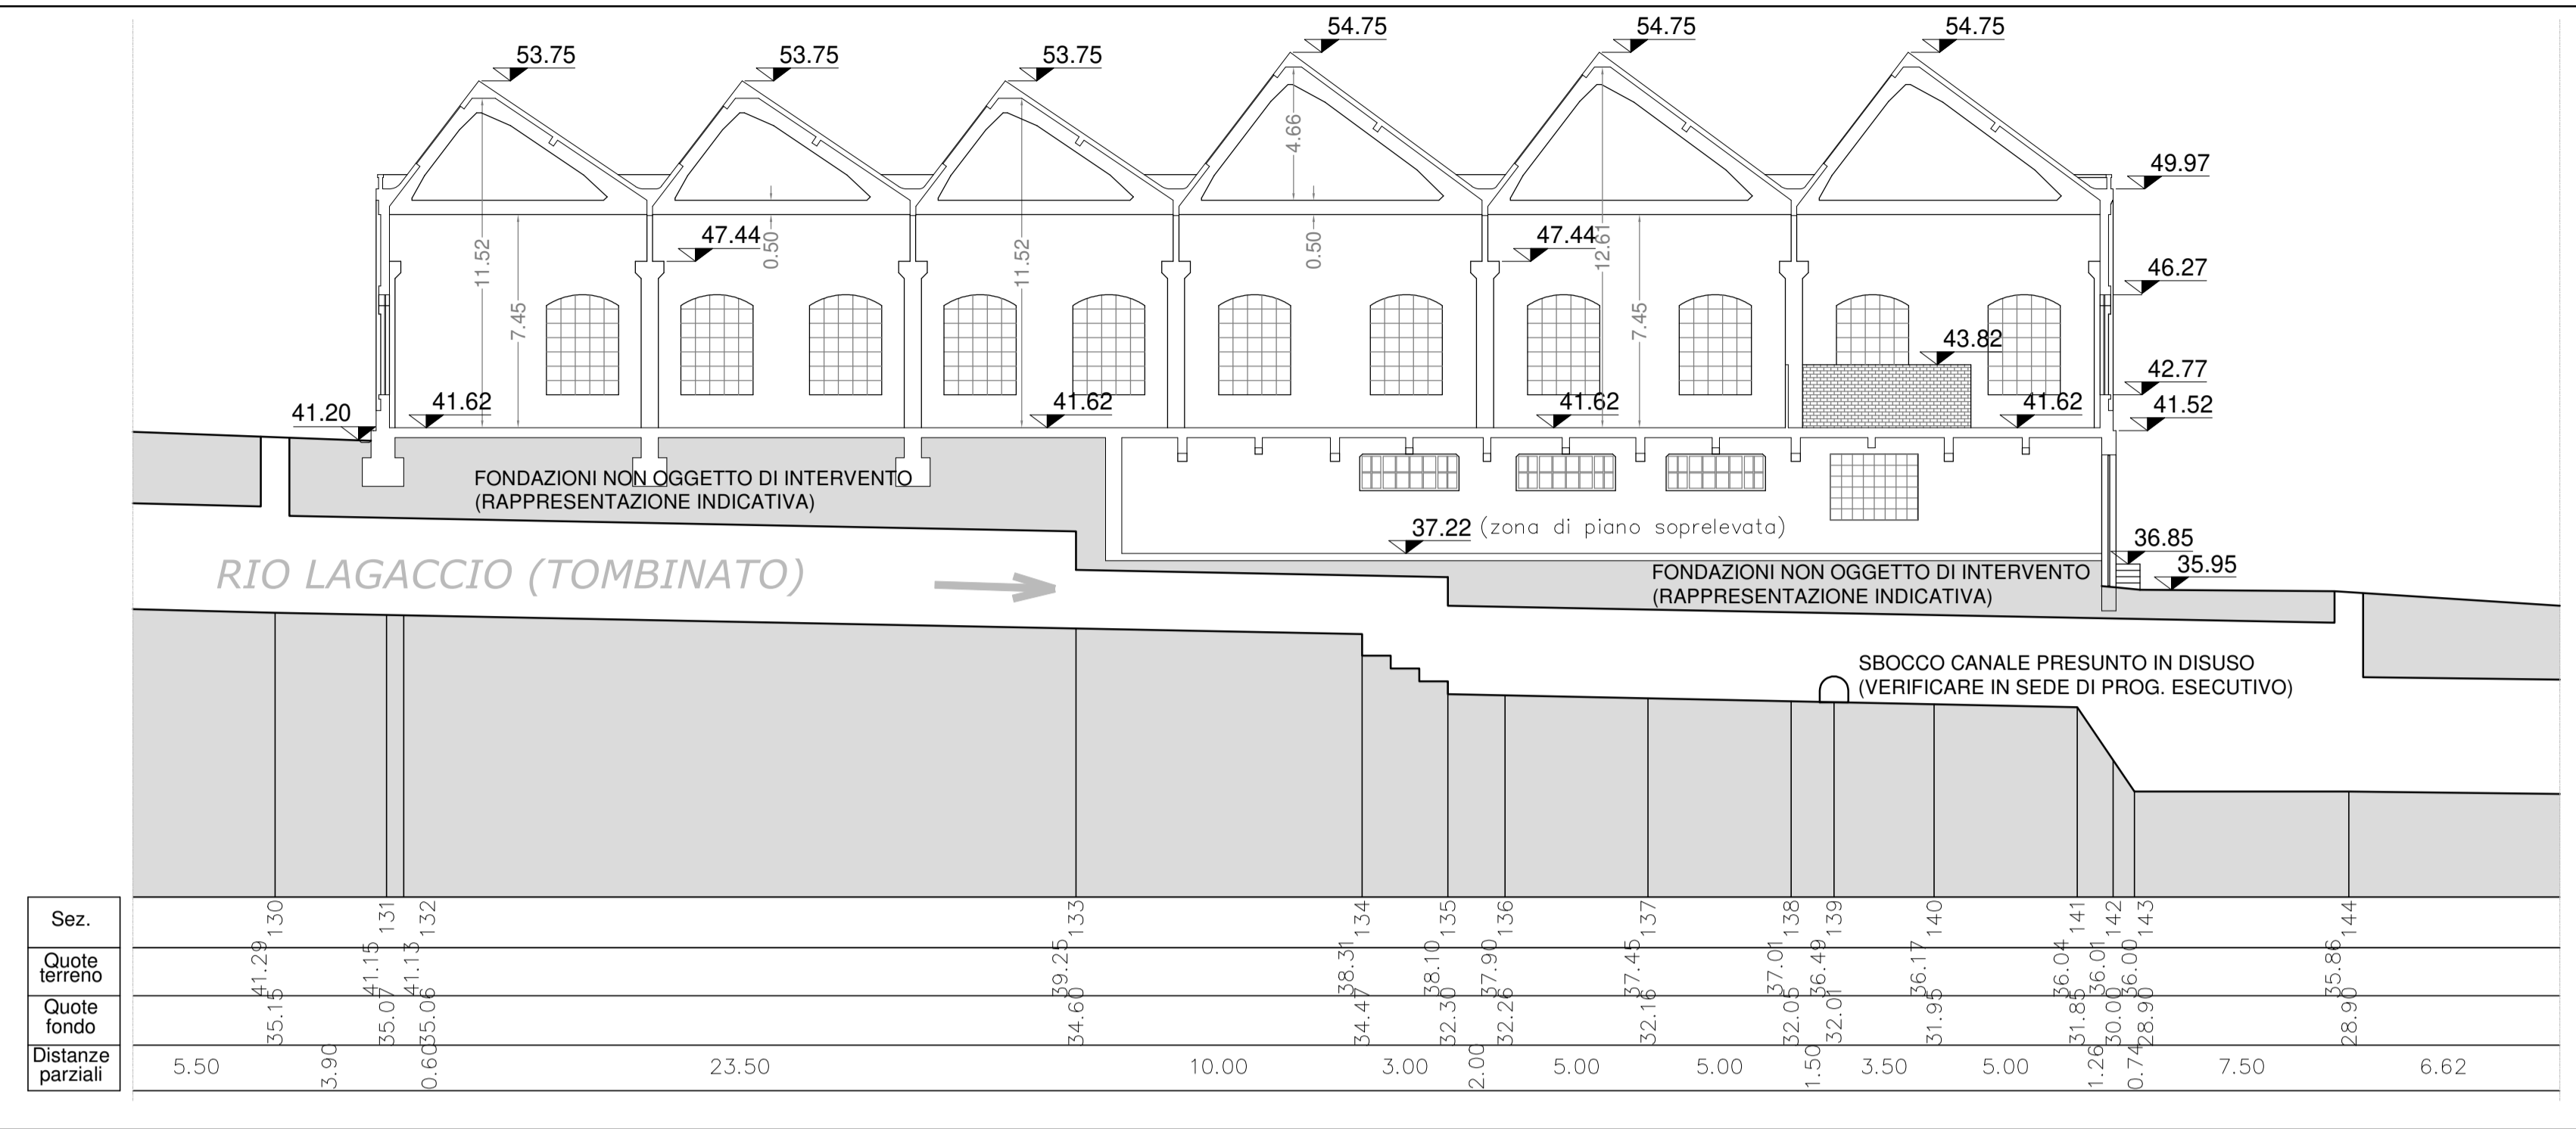 54.75 54.75 54.75
53.75 53.75 53.75
4.66
49.97
47.44 0.50 0.50 47.44
11.52 11.52 12.61
46.27
7.45 7.45
43.82
42.77
41.20 41.62 41.62 41.62 41.62 41.52
FONDAZIONI NON OGGETTO DI INTERVENTO
(RAPPRESENTAZIONE INDICATIVA)
37.22 (zona di piano soprelevata)
36.85
35.95
RIO LAGACCIO (TOMBINATO)
FONDAZIONI NON OGGETTO DI INTERVENTO
(RAPPRESENTAZIONE INDICATIVA)
SBOCCO CANALE PRESUNTO IN DISUSO
(VERIFICARE IN SEDE DI PROG. ESECUTIVO)
Sez. 130 131 132 133 134 135 136 137 138 139 140 141 142 143 144
Quote
terreno 41.29 41.15 41.13 39.25 38.31 38.10 37.90 37.45 37.01 36.49 36.17 36.04 36.01 36.00 35.86
Quote
fondo 35.15 35.07 35.06 34.60 34.47 32.30 32.26 32.16 32.05 32.01 31.95 31.85 30.00 28.90 28.90
Distanze
parziali 5.50 3.90 0.60 23.50 10.00 3.00 2.00 5.00 5.00 1.50 3.50 5.00 1.26 0.74 7.50 6.62